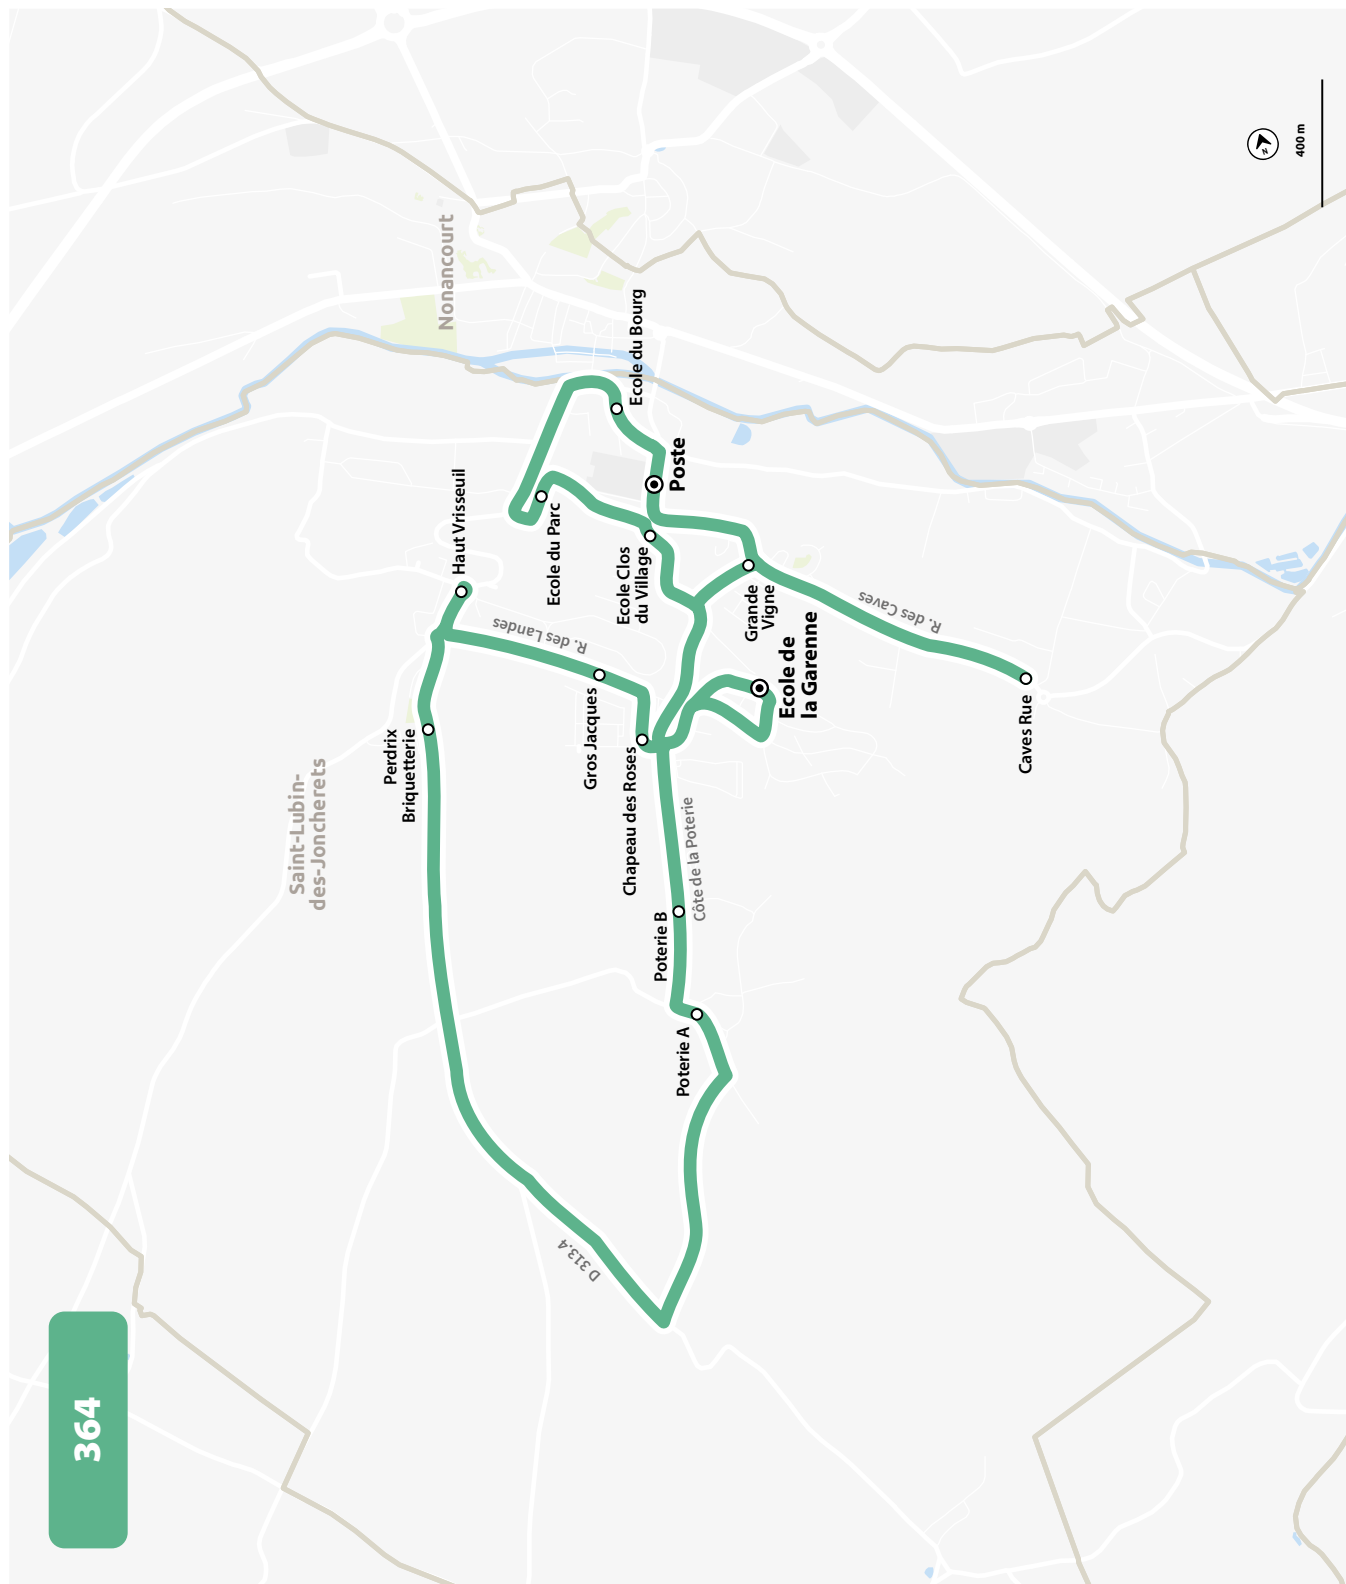 364
Saint-Lubin-
des-Joncherets
Nonancourt
Perdrix
Briquetterie
Haut Vrisseuil
R. des Landes
Ecole du Parc
D 313.4
Gros Jacques
Ecole Clos
du Village
Chapeau des Roses
Ecole du Bourg
Poste
Poterie B
Poterie A
Côte de la Poterie
Grande
Vigne
Ecole de
la Garenne
R. des Caves
Caves Rue
N
400 m